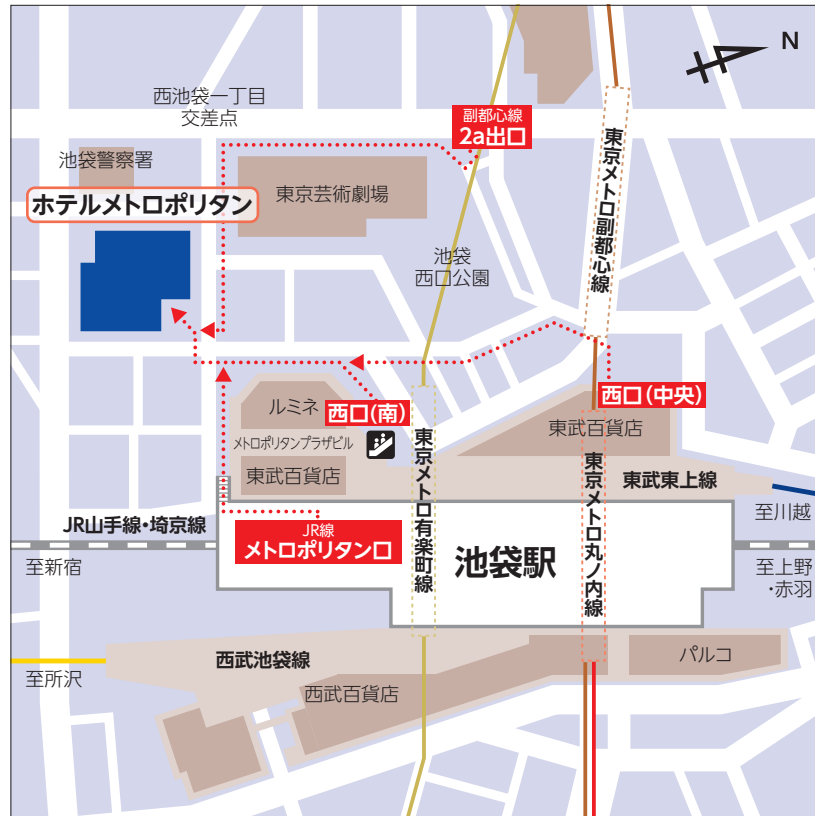 N
西池袋一丁目
交差点
副都心線
2a出口
池袋警察署
東京芸術劇場
ホテルメトロポリタン
東京メトロ副都心線
池袋
西口公園
ルミネ
西口(南)
西口(中央)
メトロポリタンプラザビル
東武百貨店
東武百貨店
東京メトロ有楽町線
東京メトロ丸ノ内線
東武東上線
至川越
JR山手線・埼京線
JR線
メトロポリタン口
池袋駅
至新宿
至上野
・赤羽
西武池袋線
パルコ
至所沢
西武百貨店